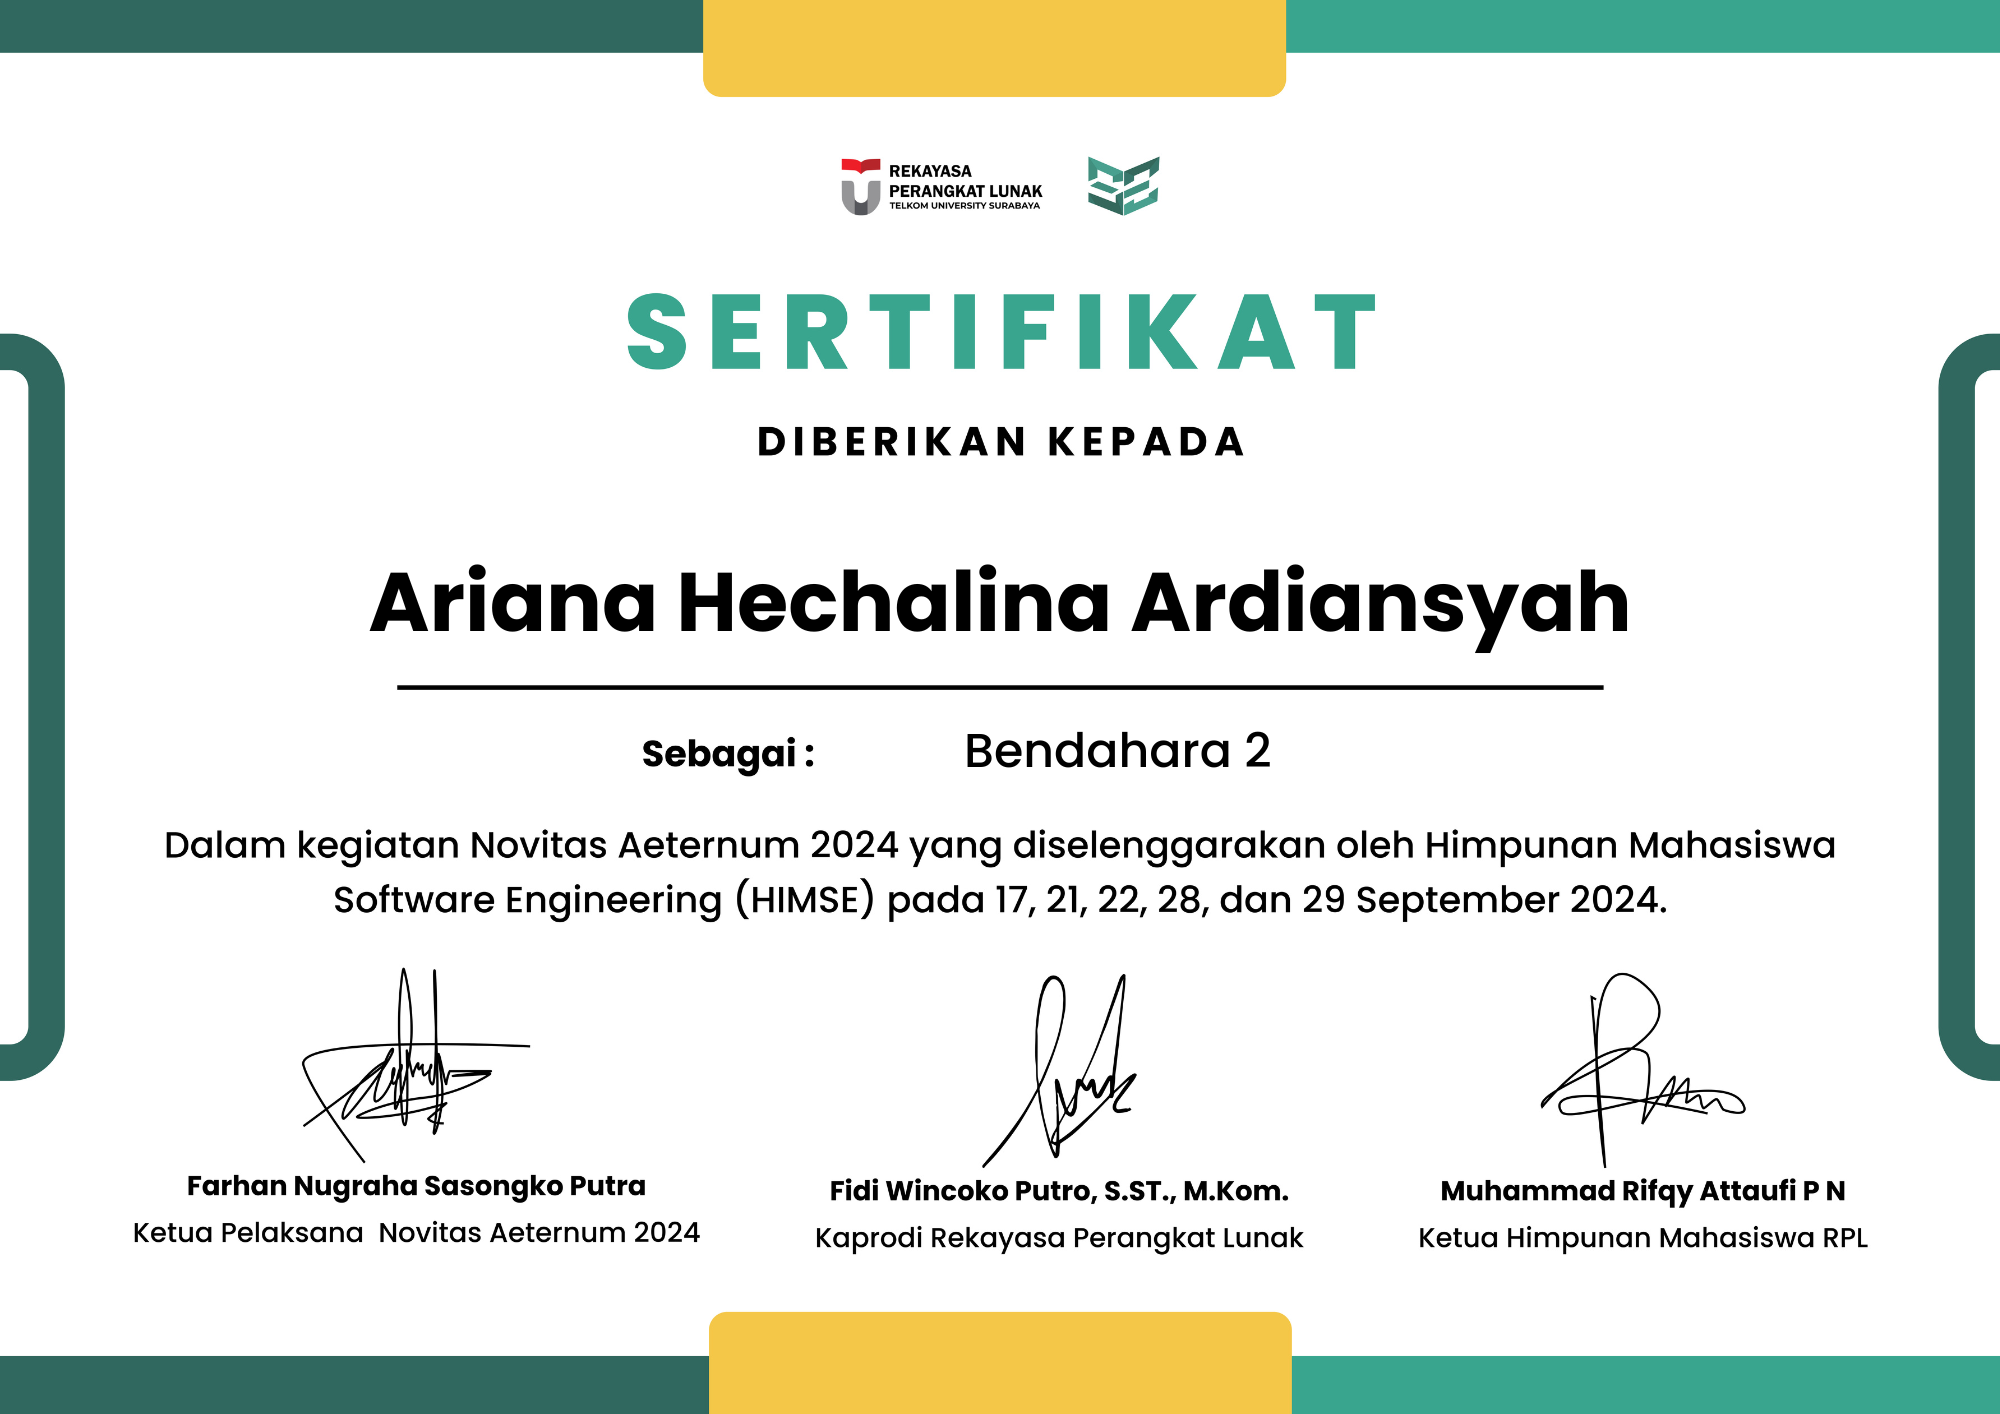 REKAYASA
PERANGKAT LUNAK
TELKOM UNIVERSITY SURABAYA
SERTIFIKAT
DIBERIKAN KEPADA
Ariana Hechalina Ardiansyah
Sebagai : Bendahara 2
Dalam kegiatan Novitas Aeternum 2024 yang diselenggarakan oleh Himpunan Mahasiswa
Software Engineering (HIMSE) pada 17, 21, 22, 28, dan 29 September 2024.
Farhan Nugraha Sasongko Putra
Ketua Pelaksana Novitas Aeternum 2024
Fidi Wincoko Putro, S.ST., M.Kom.
Kaprodi Rekayasa Perangkat Lunak
Muhammad Rifqy Attaufi P N
Ketua Himpunan Mahasiswa RPL